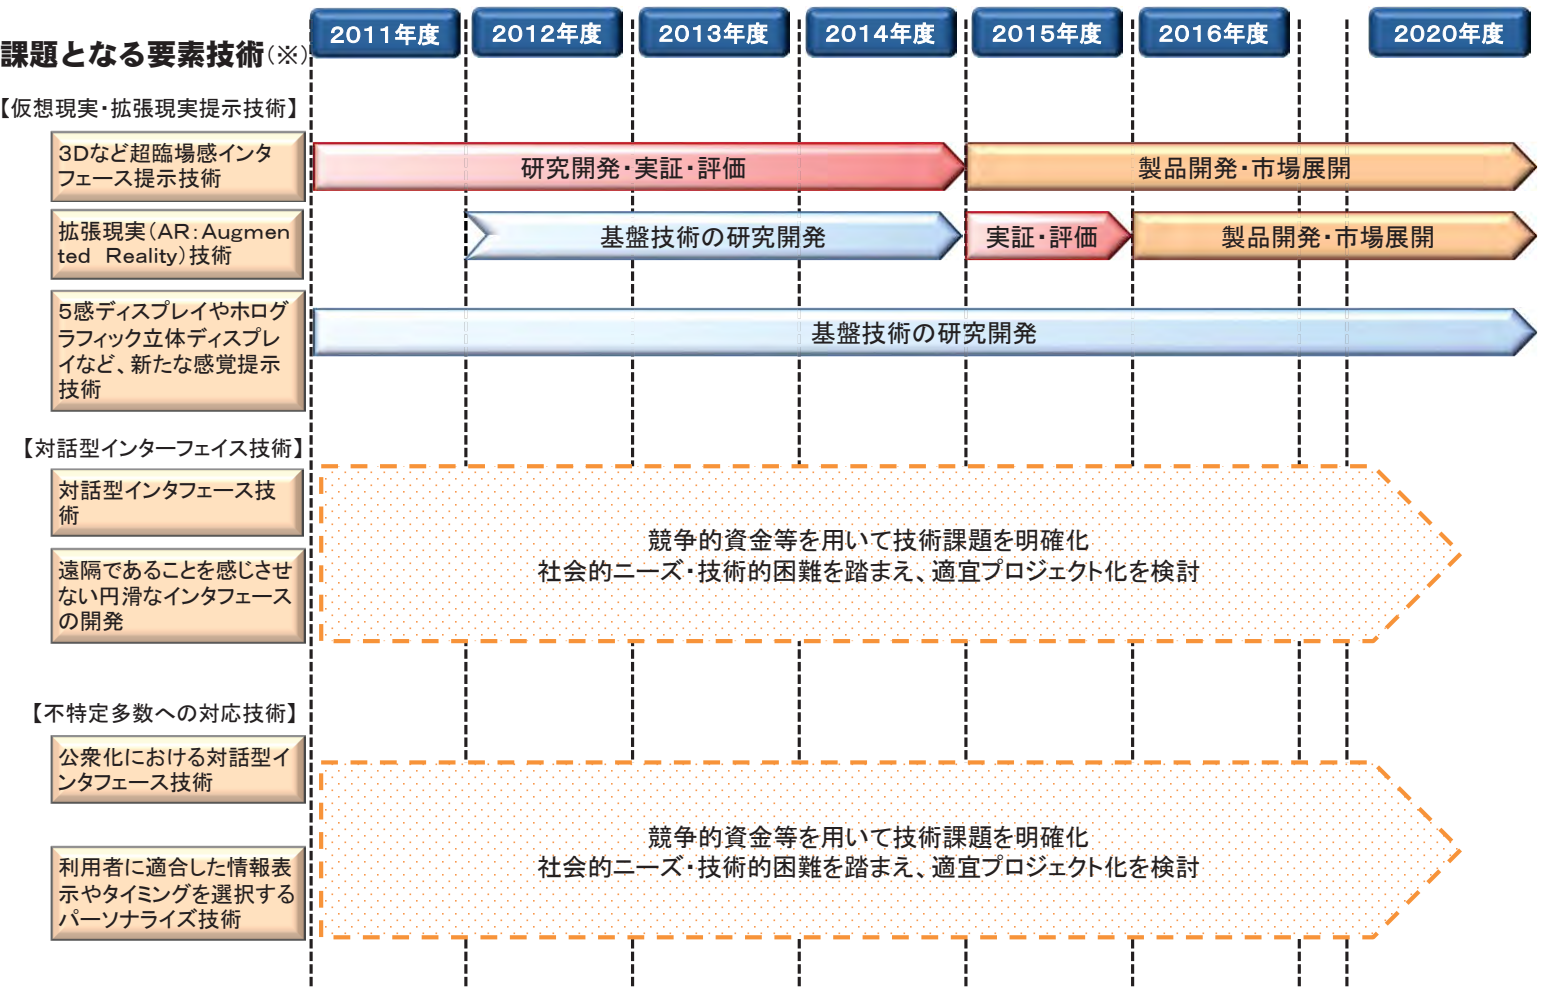 2011年度 2012年度 2013年度 2014年度 2015年度 2016年度 2020年度
課題となる要素技術(※)
【仮想現実・拡張現実提示技術】
3Dなど超臨場感インタ
フェース提示技術
研究開発・実証・評価
製品開発・市場展開
拡張現実(AR:Augmen
ted Reality)技術
基盤技術の研究開発
実証・評価
製品開発・市場展開
5感ディスプレイやホログ
ラフィック立体ディスプレ
イなど、新たな感覚提示
技術
基盤技術の研究開発
【対話型インターフェイス技術】
対話型インタフェース技
術
遠隔であることを感じさせ
ない円滑なインタフェース
の開発
競争的資金等を用いて技術課題を明確化
社会的ニーズ・技術的困難を踏まえ、適宜プロジェクト化を検討
【不特定多数への対応技術】
公衆化における対話型イ
ンタフェース技術
利用者に適合した情報表
示やタイミングを選択する
パーソナライズ技術
競争的資金等を用いて技術課題を明確化
社会的ニーズ・技術的困難を踏まえ、適宜プロジェクト化を検討